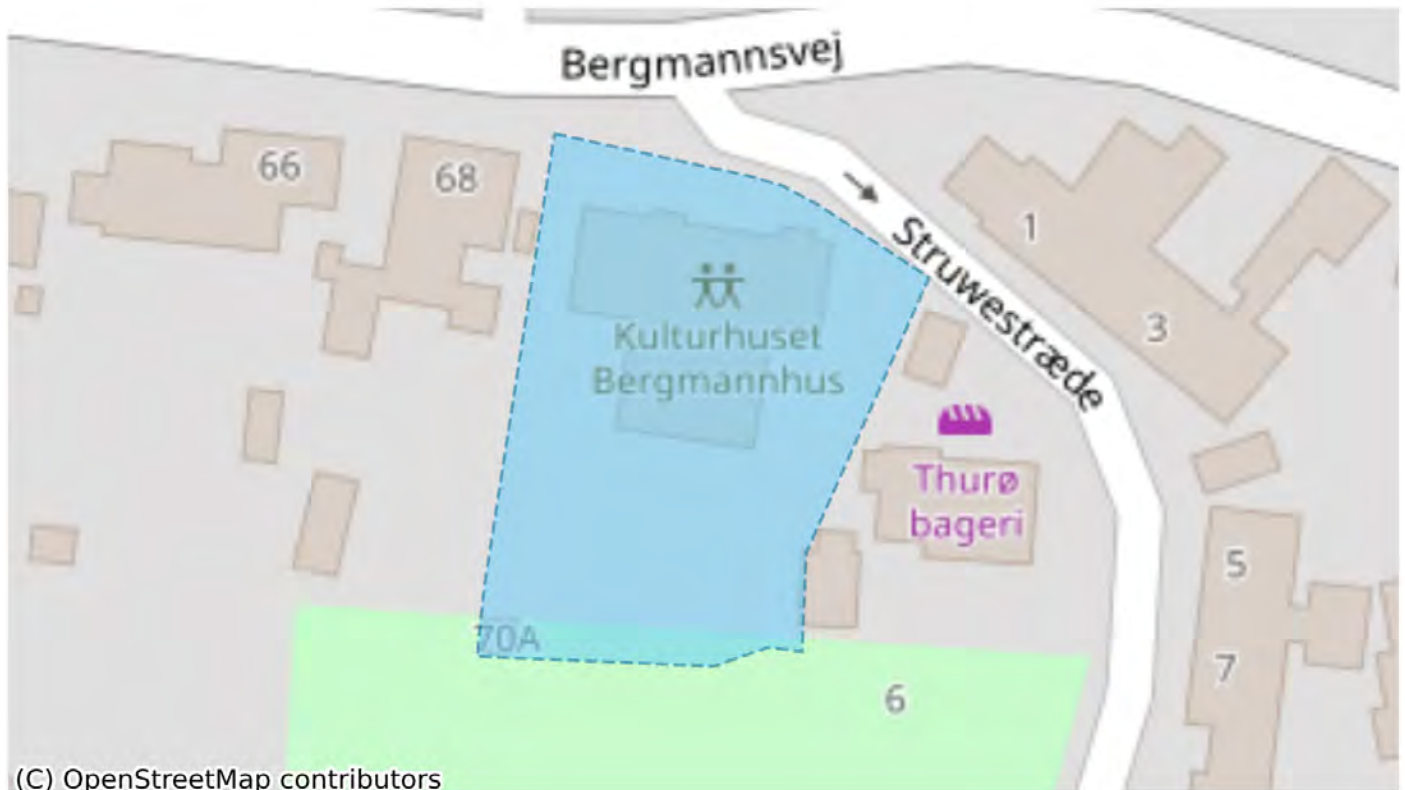 Bergmannsvej
66
68
1
Struwestræde
3
Kulturhuset
Bergmannhus
Thurø
bageri
5
70A
7
6
(C) OpenStreetMap contributors